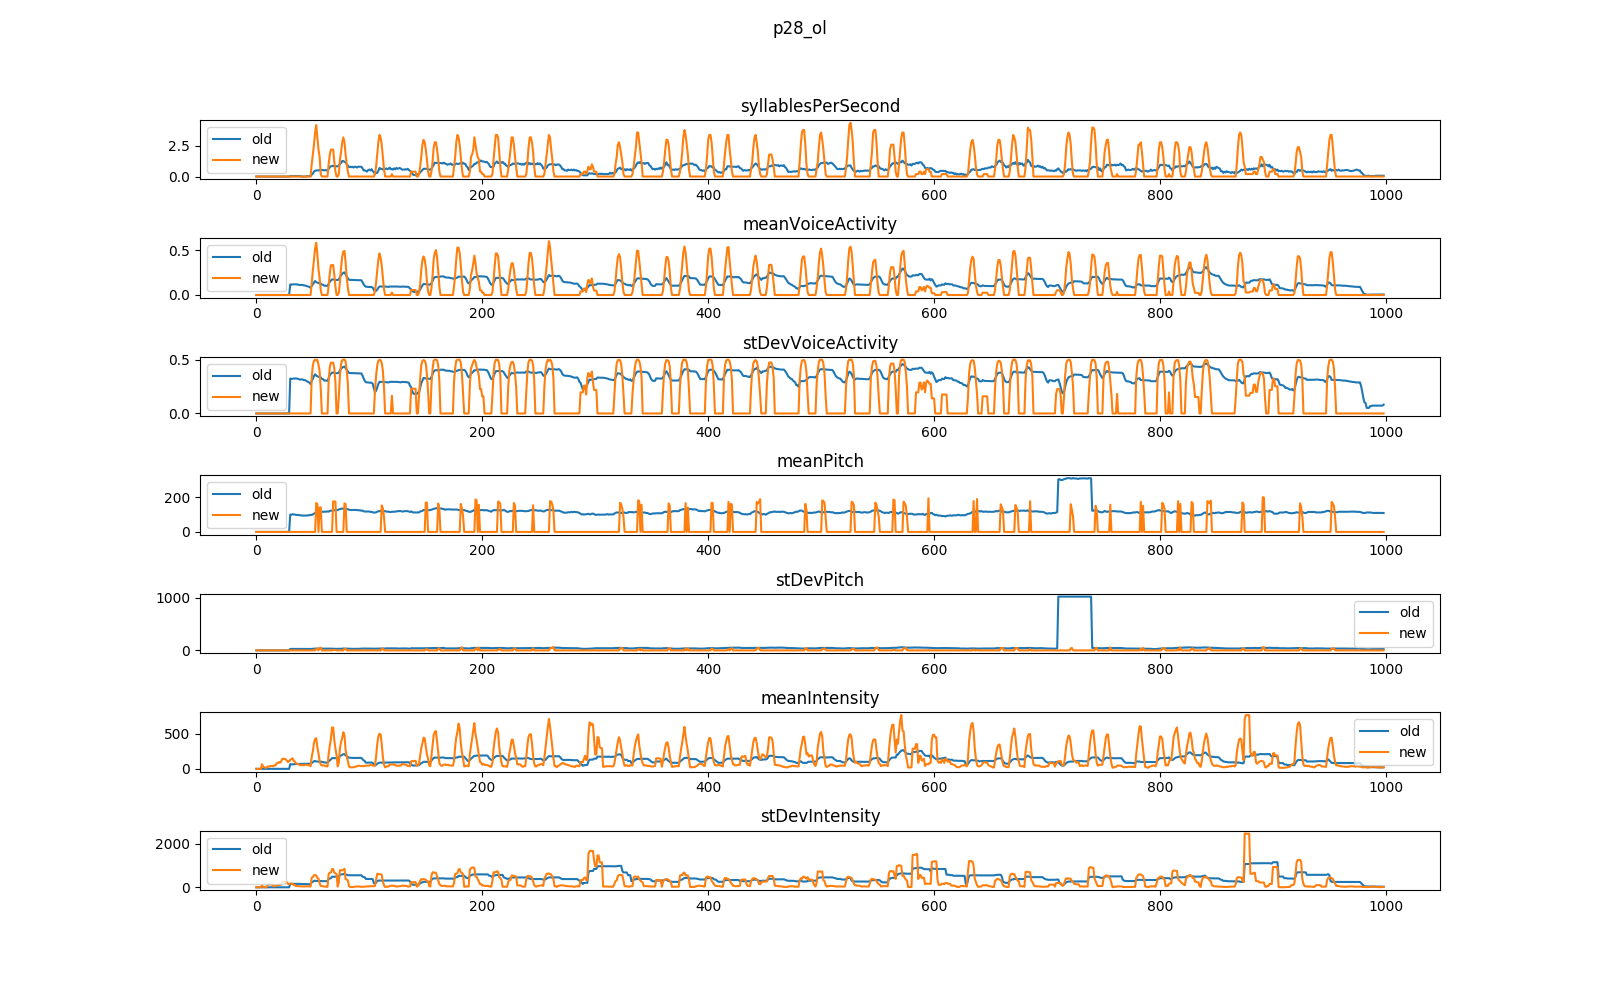 p28_ol
syllablesPerSecond
2.5
0.0
old
new
0 200 400 600 800 1000
meanVoiceActivity
0.5
0.0
old
new
0 200 400 600 800 1000
stDevVoiceActivity
0.5
0.0
old
new
0 200 400 600 800 1000
meanPitch
200
0
old
new
0 200 400 600 800 1000
stDevPitch
1000
0
old
new
0 200 400 600 800 1000
meanIntensity
500
0
old
new
0 200 400 600 800 1000
stDevIntensity
2000
0
old
new
0 200 400 600 800 1000